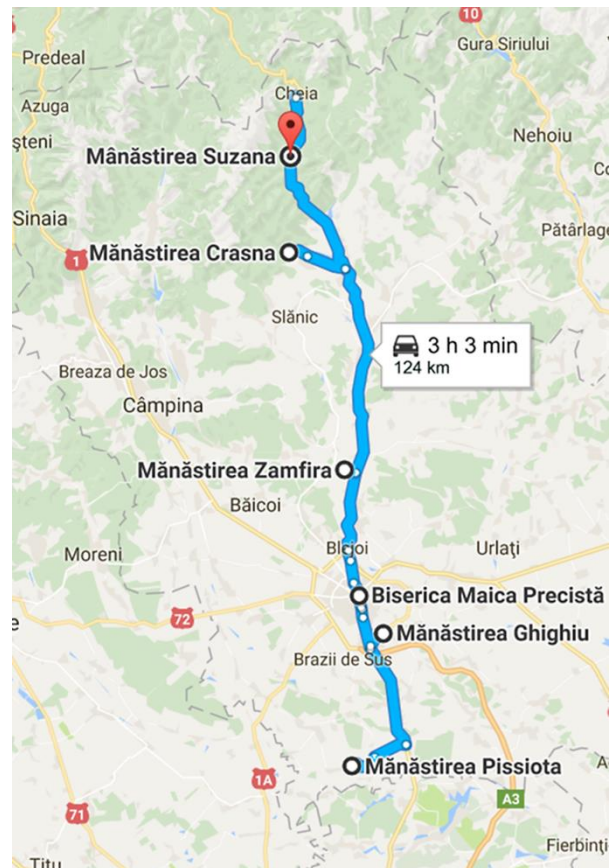 10
Predeal
Gura Siriului
Cheia
Azuga
Nehoiu
șteni
Mânăstirea Suzana
Sinaia
Pătârlage
Mănăstirea Crasna
1
Slănic
3 h 3 min
124 km
Breaza de Jos
Câmpina
Mănăstirea Zamfira
Băicoi
Blejoi
Urlați
Moreni
Biserica Maica Precistă
72
Mănăstirea Ghighiu
Brazii de Sus
Mănăstirea Pissiota
1A
A3
71
Fierbinț
Titu